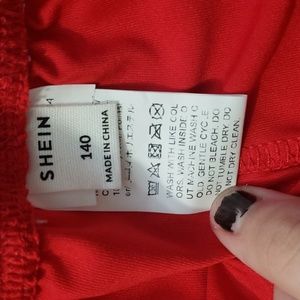 SHEIN
140
MADE IN CHINA
WASH WITH LIKE COL
ORS. WASH INSIDE O
UT MACHINE WASH C
OLD, GENTLE CYCLE.
DO NOT BLEACH. DO
NOT TUMBLE DRY. DO
NOT DRY CLEAN.